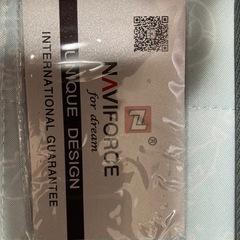 NAVIFORCE
®
for dream
UNIQUE DESIGN
INTERNATIONAL GUARANTEE